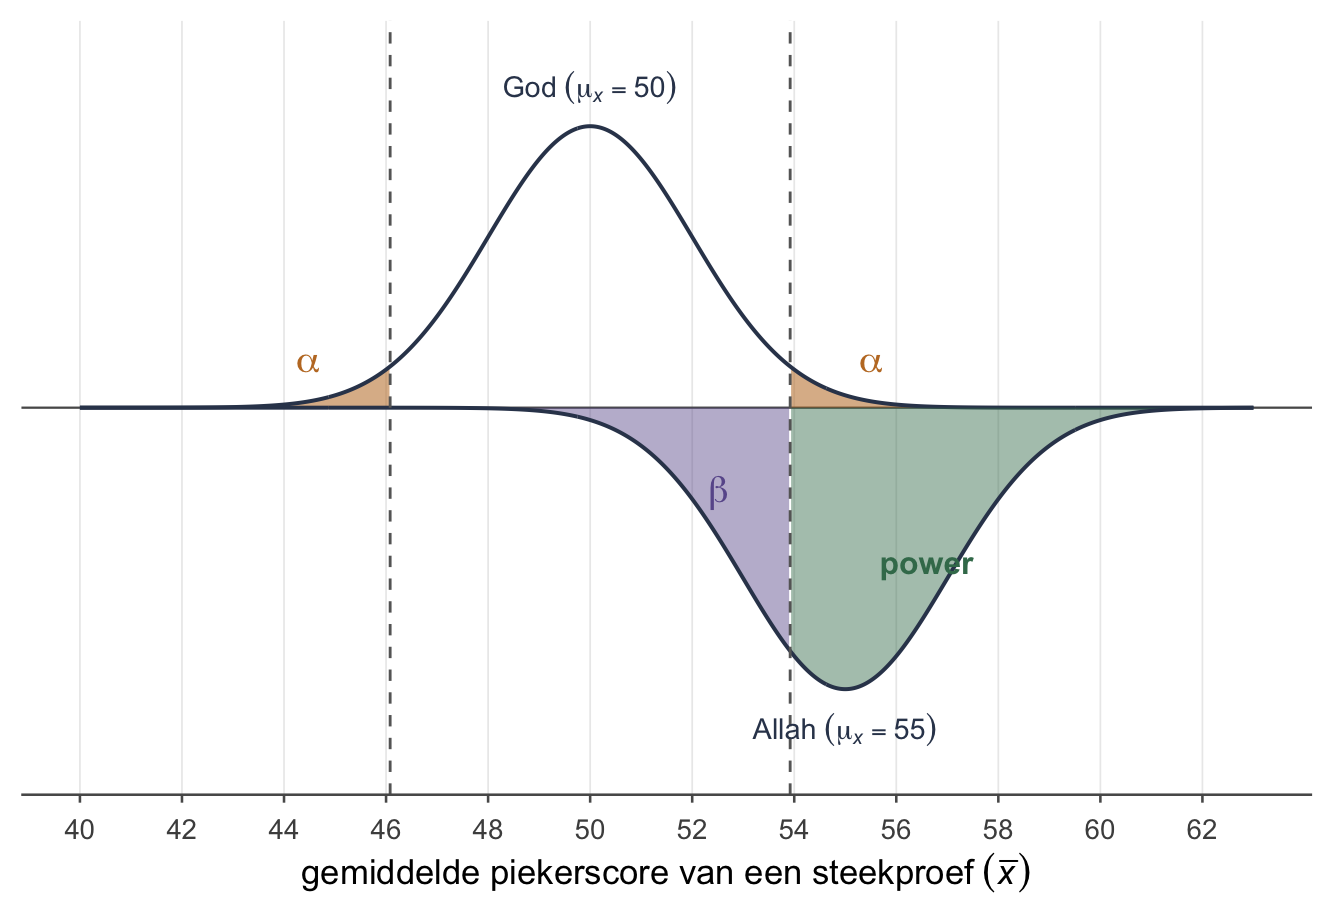 God (μₓ = 50)
α α
β
power
Allah (μₓ = 55)
40 42 44 46 48 50 52 54 56 58 60 62
gemiddelde piekerscore van een steekproef (x̅)